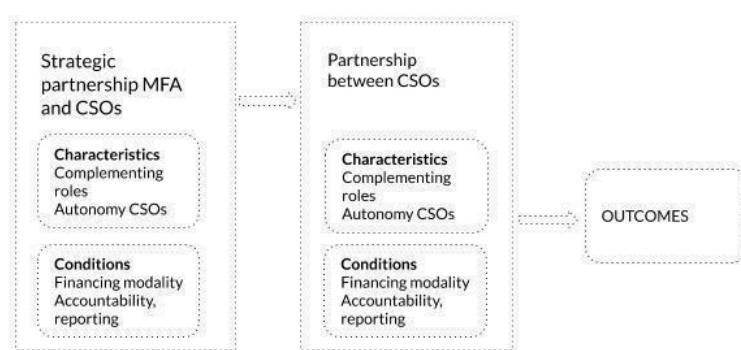 Strategic
partnership MFA
and CSOs
Characteristics
Complementing
roles
Autonomy CSOs
Conditions
Financing modality
Accountability,
reporting
Partnership
between CSOs
Characteristics
Complementing
roles
Autonomy CSOs
Conditions
Financing modality
Accountability,
reporting
OUTCOMES